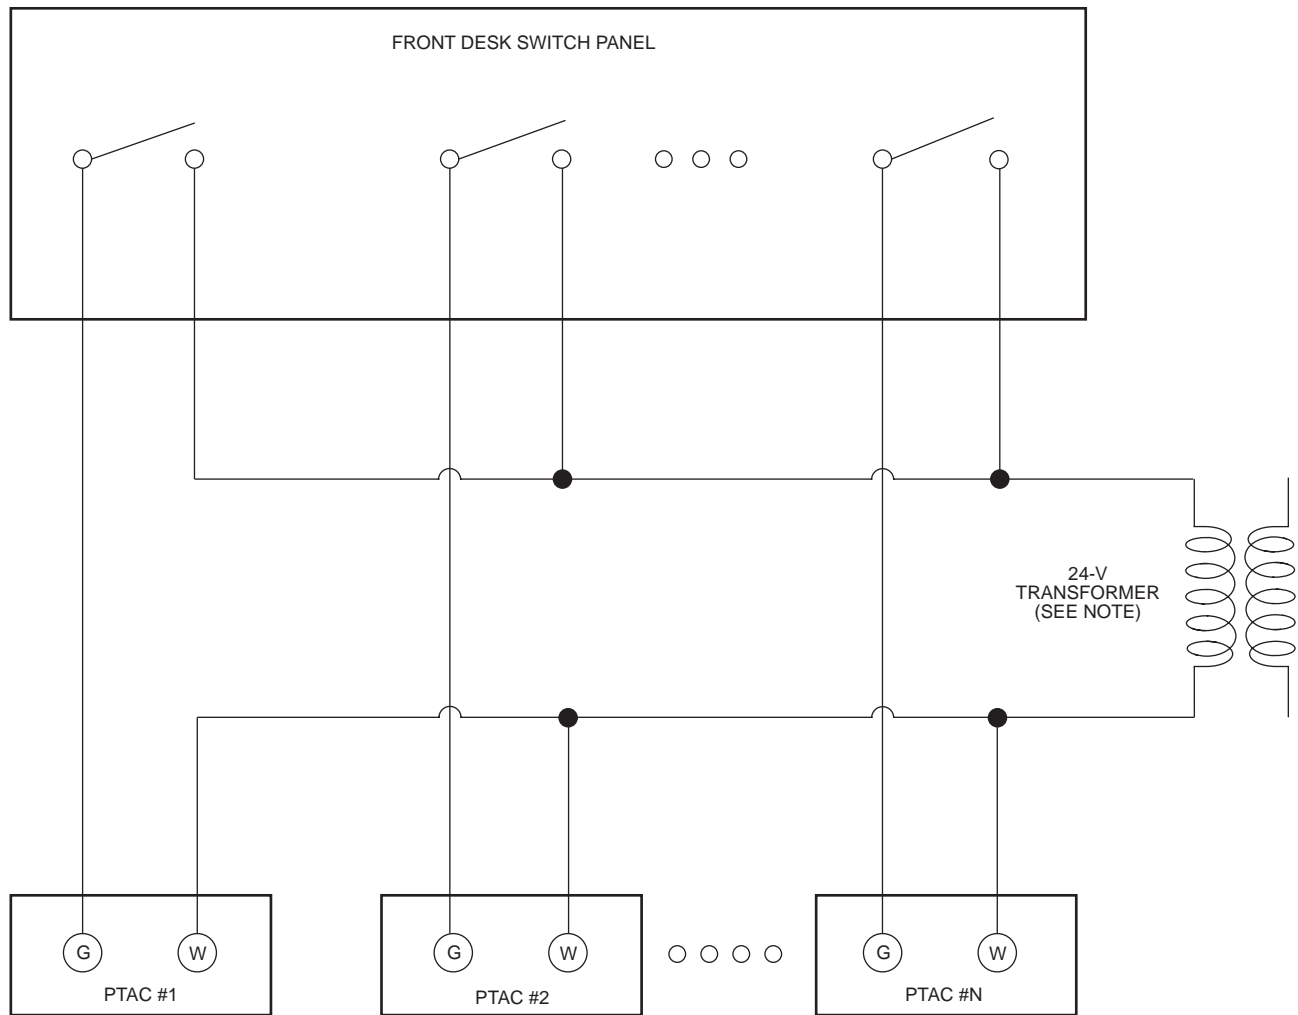 FRONT DESK SWITCH PANEL
24-V
TRANSFORMER
(SEE NOTE)
G
W
G
W
G
W
PTAC #1
PTAC #2
PTAC #N